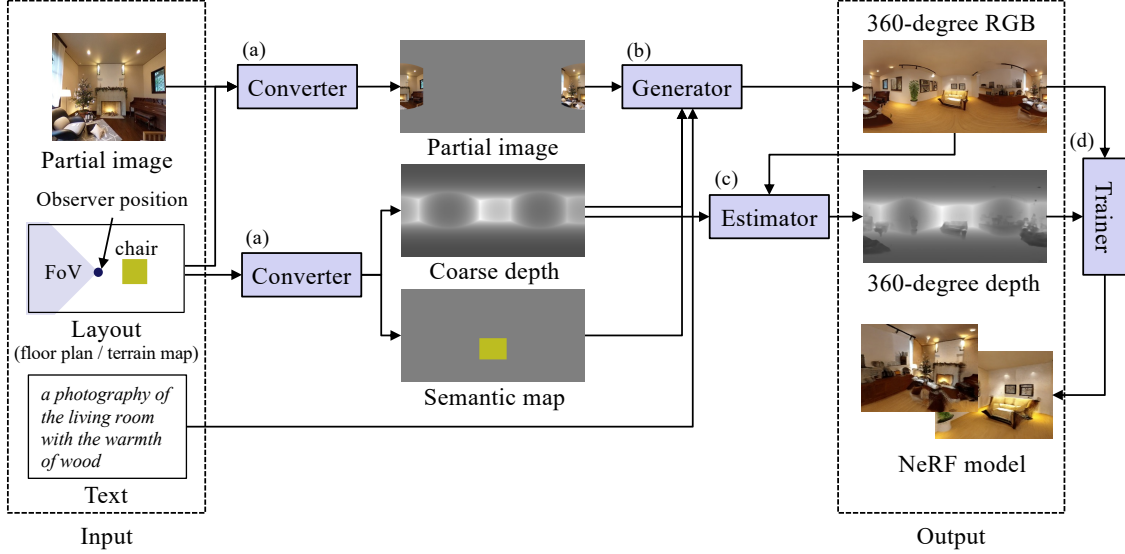 360-degree RGB
(a)
(b)
Converter
Generator
(d)
Partial image
Partial image
Observer position
(c)
Trainer
chair
(a)
Estimator
FoV
Converter
Coarse depth
360-degree depth
Layout
(floor plan / terrain map)
a photography of
the living room
with the warmth
of wood
Semantic map
NeRF model
Text
Input
Output